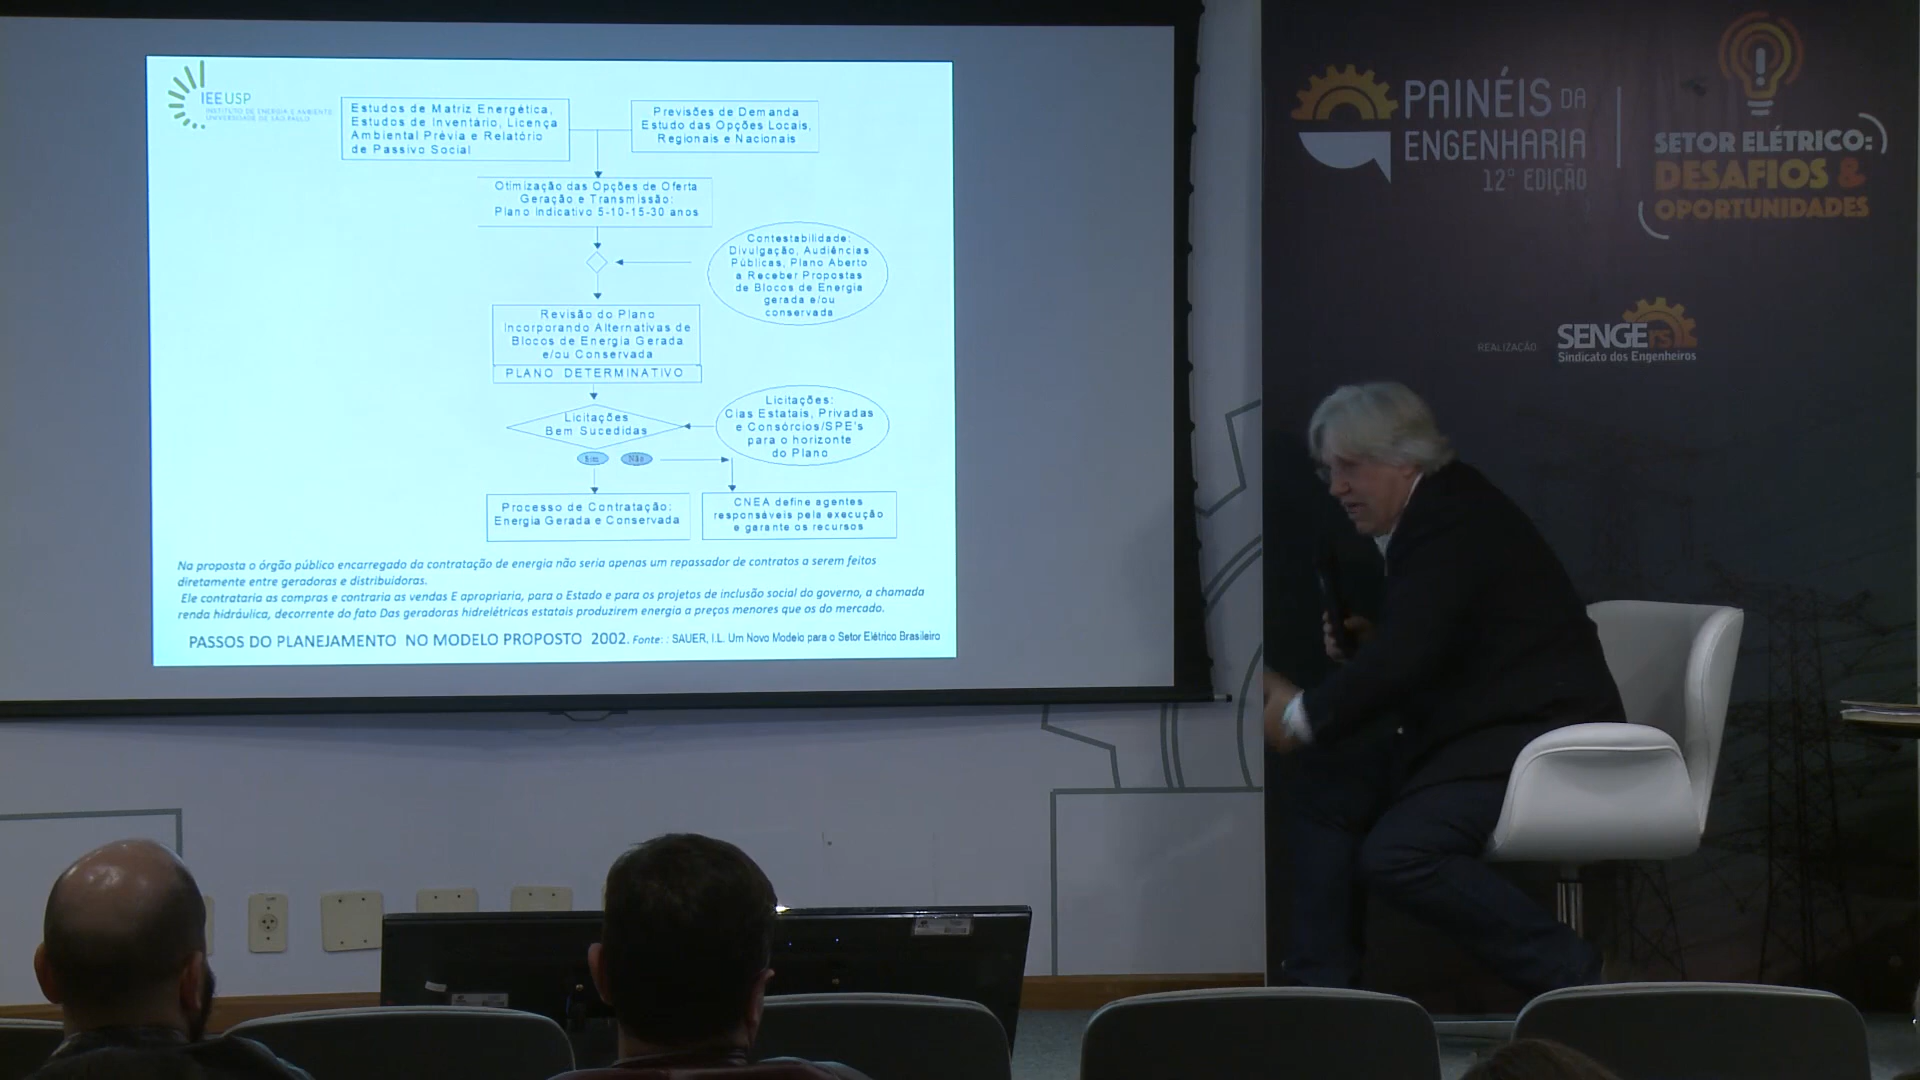 IEEUSP
INSTITUTO DE ENERGIA E AMBIENTE
UNIVERSIDADE DE SÃO PAULO
Estudos de Matriz Energética,
Estudos de Inventário, Licença
Ambiental Prévia e Relatório
de Passivo Social
Previsões de Demanda
Estudo das Opções Locais,
Regionais e Nacionais
Otimização das Opções de Oferta
Geração e Transmissão:
Plano indicativo 5-10-15-30 anos
Contestabilidade:
Divulgação, Audiências
Públicas, Plano Aberto
a Receber Propostas
de Blocos de Energia
gerada e/ou
conservada
Revisão do Plano
Incorporando Alternativas de
Blocos de Energia Gerada
e/ou Conservada
PLANO DETERMINATIVO
Licitações
Bem Sucedidas
Licitações:
Cias Estatais, Privadas
e Consórcios/SPE's
para o horizonte
do Plano
Sim
Não
Processo de Contratação:
Energia Gerada e Conservada
CNEA define agentes
responsáveis pela execução
e garante os recursos
Na proposta o órgão público encarregado da contratação de energia não seria apenas um repassador de contratos a serem feitos
diretamente entre geradoras e distribuidoras.
Ele contrataria as compras e contraria as vendas E apropriaria, para o Estado e para os projetos de inclusão social do governo, a chamada
renda hidráulica, decorrente do fato Das geradoras hidrelétricas estatais produzirem energia a preços menores que os do mercado.
PASSOS DO PLANEJAMENTO NO MODELO PROPOSTO 2002. Fonte: : SAUER, I.L. Um Novo Modelo para o Setor Elétrico Brasileiro
PAINÉIS DA
ENGENHARIA
12° EDIÇÃO
SETOR ELÉTRICO:
DESAFIOS &
OPORTUNIDADES
REALIZAÇÃO
SENGE rs
Sindicato dos Engenheiros